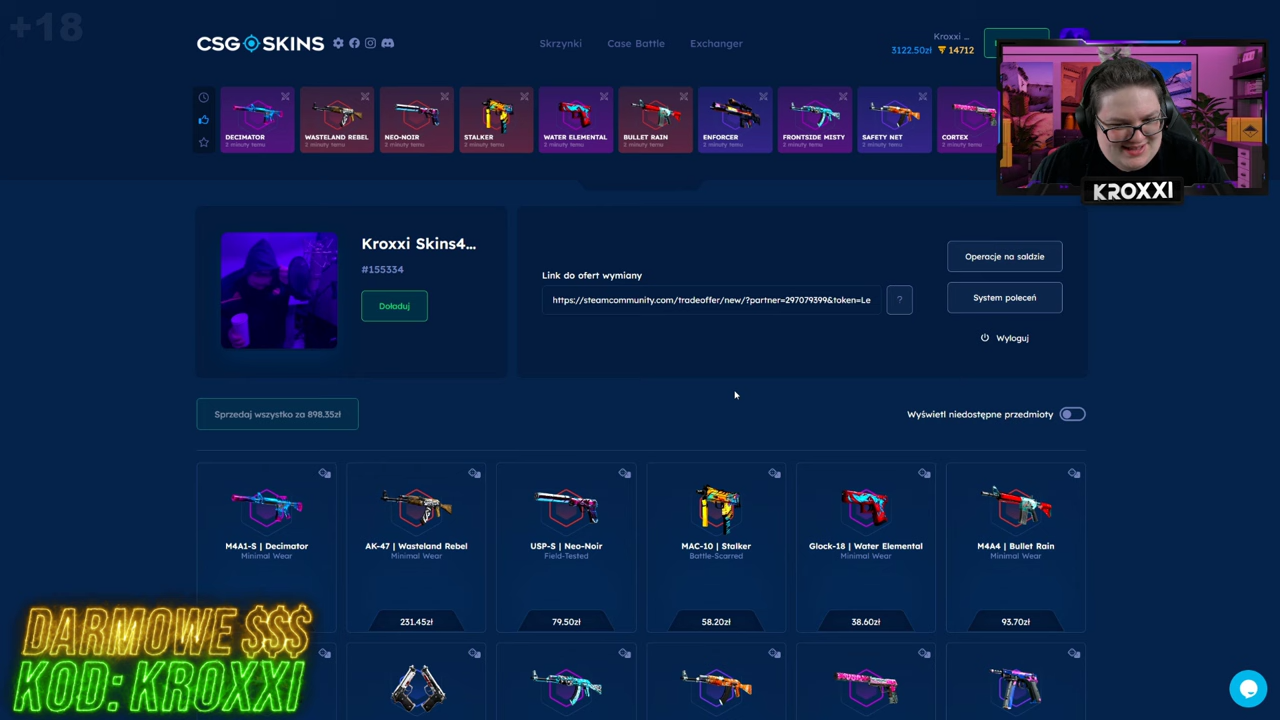 +18
CSG SKINS
Skrzynki
Case Battle
Exchanger
Kroxxi ...
3122.50zł
14712
DECIMATOR
2 minuty temu
WASTELAND REBEL
2 minuty temu
NEO-NOIR
2 minuty temu
STALKER
2 minuty temu
WATER ELEMENTAL
2 minuty temu
BULLET RAIN
2 minuty temu
ENFORCER
2 minuty temu
FRONTSIDE MISTY
2 minuty temu
SAFETY NET
2 minuty temu
CORTEX
2 minuty temu
KROXXI
Kroxxi Skins4...
#155334
Doładuj
Link do ofert wymiany
https://steamcommunity.com/tradeoffer/new/?partner=297079399&token=Le
?
Operacje na saldzie
System poleceń
Wyloguj
Sprzedaj wszystko za 898.35zł
Wyświetl niedostępne przedmioty
M4A1-S | Decimator
Minimal Wear
AK-47 | Wasteland Rebel
Minimal Wear
231.45zł
USP-S | Neo-Noir
Field-Tested
79.50zł
MAC-10 | Stalker
Battle-Scarred
58.20zł
Glock-18 | Water Elemental
Minimal Wear
38.60zł
M4A4 | Bullet Rain
Minimal Wear
93.70zł
DARMOWE $$$
KOD: KROXXI